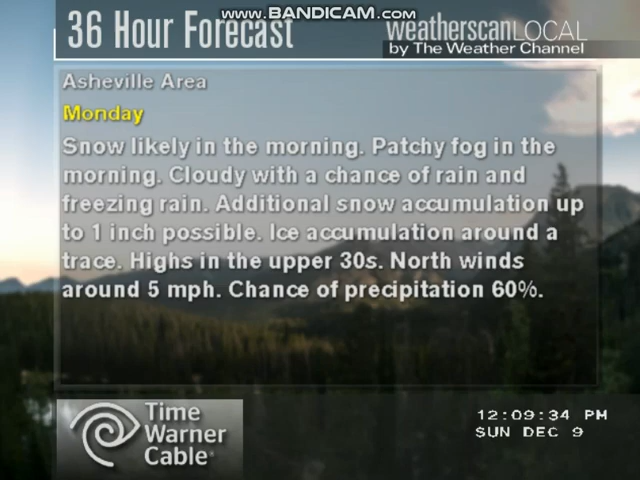 www.BANDICAM.com
36 Hour Forecast
weatherscanLOCAL
by The Weather Channel
Asheville Area
Monday
Snow likely in the morning. Patchy fog in the
morning. Cloudy with a chance of rain and
freezing rain. Additional snow accumulation up
to 1 inch possible. Ice accumulation around a
trace. Highs in the upper 30s. North winds
around 5 mph. Chance of precipitation 60%.
Time
Warner
Cable
12:09:34 PM
SUN DEC 9